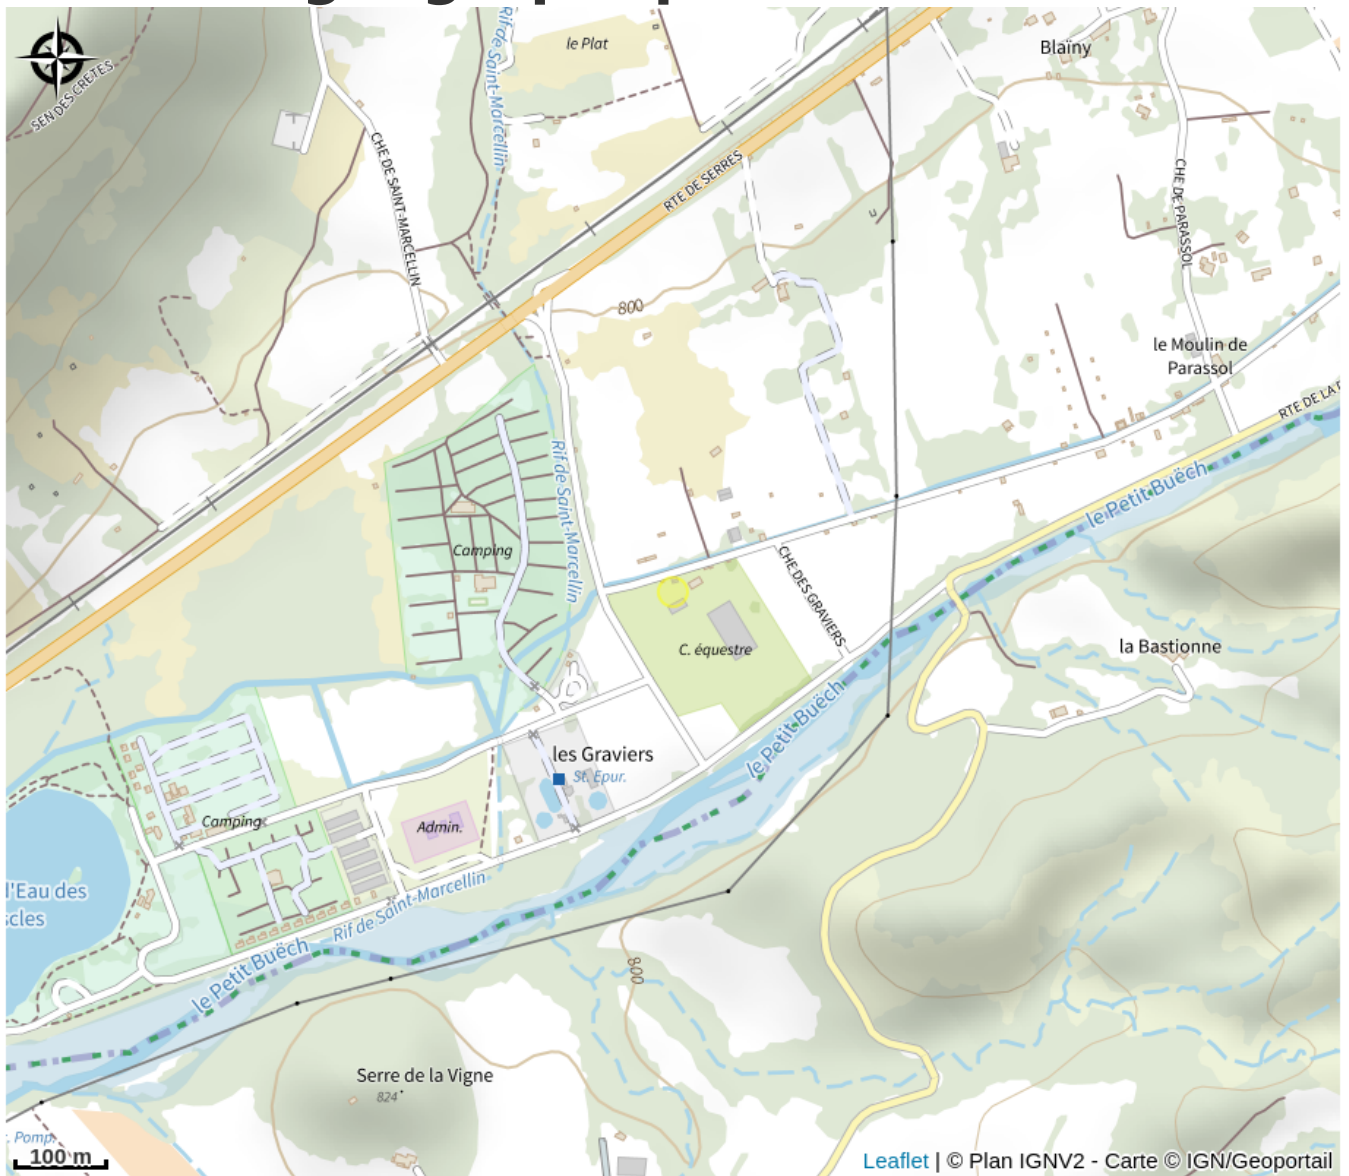 le Plat
Blaïny
SEN DES CRÊTES
Rif de Saint-Marcellin
CHE DE SAINT-MARCELLIN
RTE DE SERRES
CHE DE PARASSOL
800
le Moulin de
Parassol
RTE DE LA
Rif de Saint-Marcellin
le Petit Buëch
Camping
CHE DES GRAVIERS
C. équestre
la Bastionne
le Petit Buëch
les Graviers
St. Epur.
Camping
Admin.
d'Eau des
scles
Rif de Saint-Marcellin
le Petit Buëch
800
Serre de la Vigne
824
. Pomp.
100 m
Leaflet | © Plan IGNV2 - Carte © IGN/Geoportail